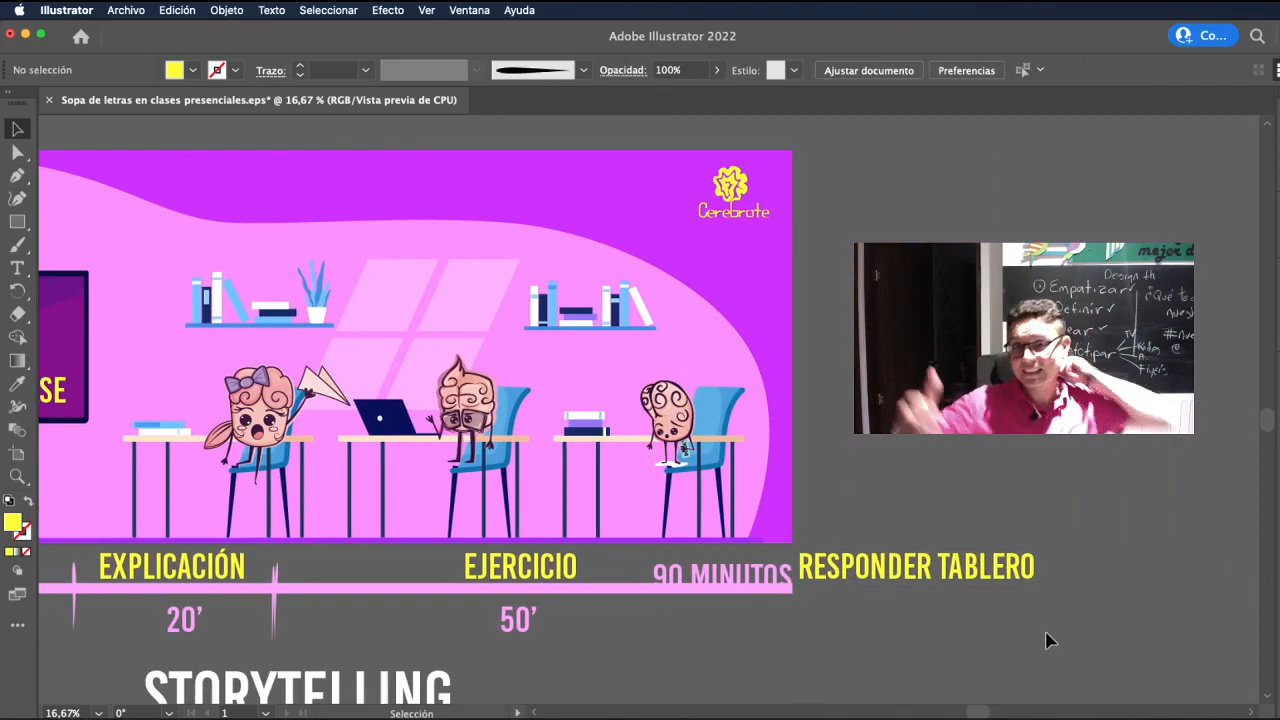 Illustrator Archivo Edición Objeto Texto Seleccionar Efecto Ver Ventana Ayuda
Adobe Illustrator 2022
Co...
No selección
Trazo:
Opacidad: 100%
Estilo:
Ajustar documento
Preferencias
Sopa de letras en clases presenciales.eps* @ 16,67 % (RGB/Vista previa de CPU)
Cerebrote
mejor d
Design th
Empatizar
¿Qué te
Definir
SE
EXPLICACIÓN
EJERCICIO
90 MINUTOS
RESPONDER TABLERO
20’
50’
STORYTELLING
16,67%
0°
1
Selección